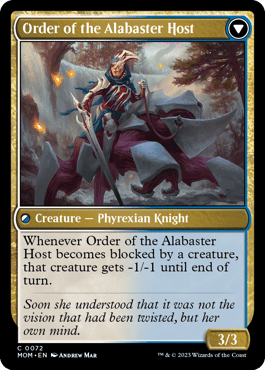 Order of the Alabaster Host
Creature — Phyrexian Knight
Whenever Order of the Alabaster
Host becomes blocked by a creature,
that creature gets -1/-1 until end of
turn.
Soon she understood that it was not the
vision that had been twisted, but her
own mind.
3/3
C 0072
MOM • EN Andrew Mar
™ & © 2023 Wizards of the Coast